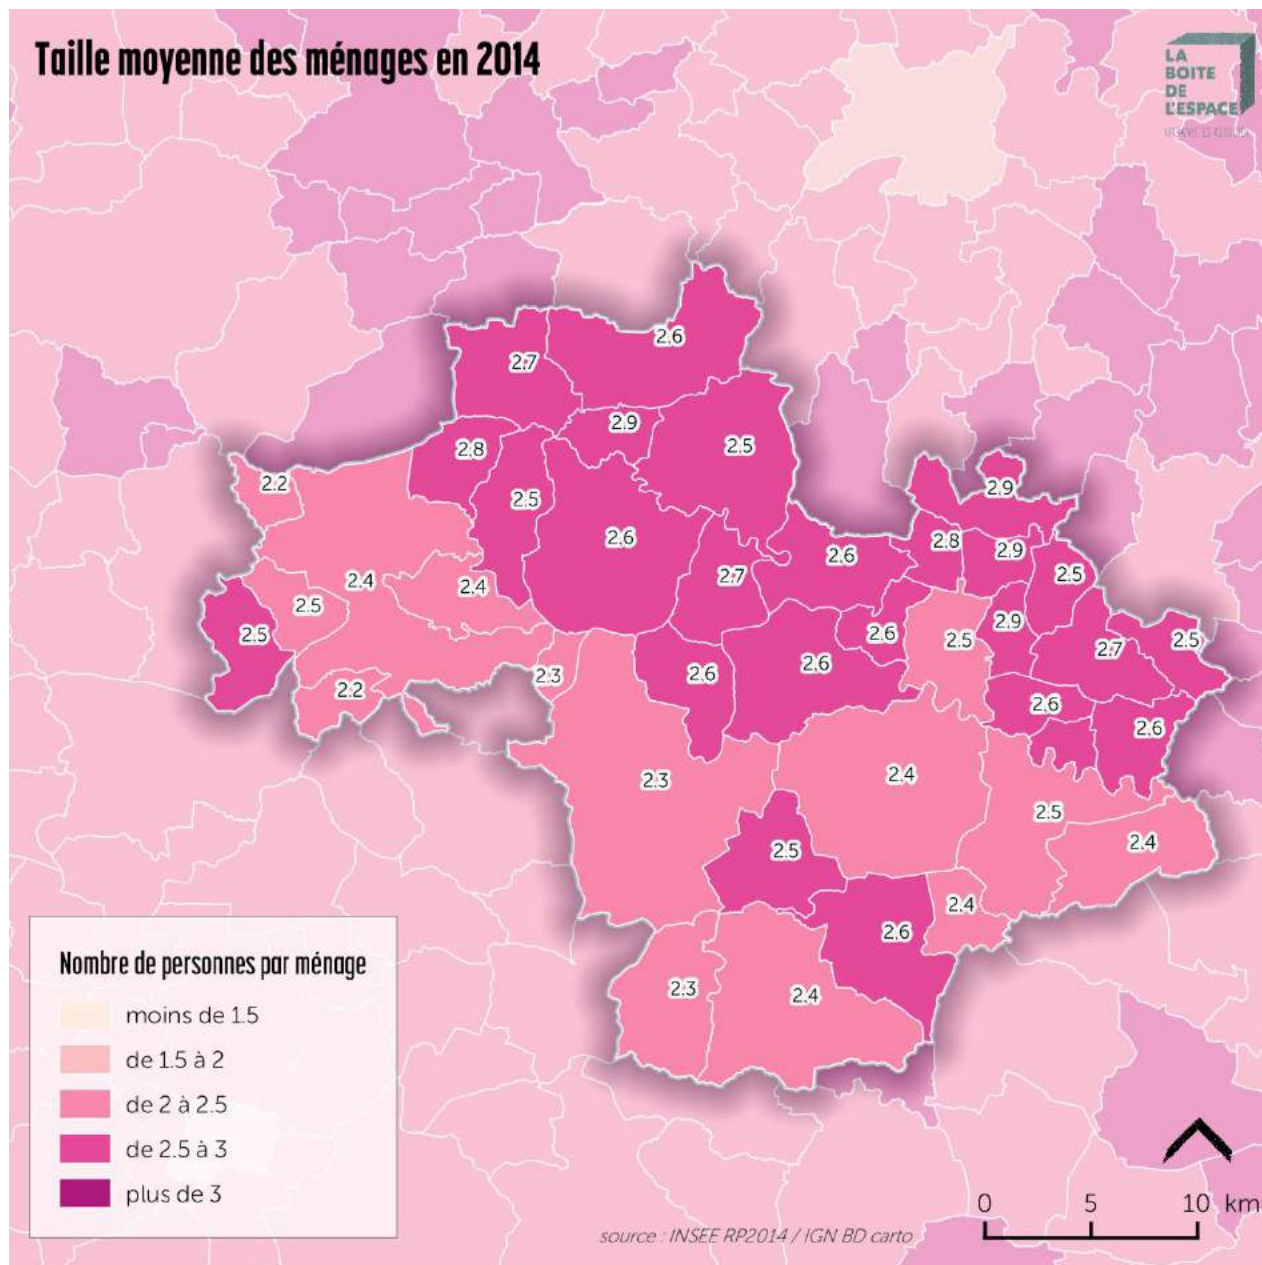 Taille moyenne des ménages en 2014
LA
BOITE
DE
L'ESPACE
2.6
2.7
2.9
2.5
2.8
2.2
2.5
2.9
2.6
2.6
2.8
2.9
2.7
2.5
2.4
2.4
2.5
2.5
2.9
2.6
2.5
2.5
2.7
2.6
2.6
2.3
2.2
2.6
2.6
2.3
2.4
2.5
2.4
2.5
2.4
2.6
2.3
2.4
Nombre de personnes par ménage
moins de 1.5
de 1.5 à 2
de 2 à 2.5
de 2.5 à 3
plus de 3
0 5 10 km
source : INSEE RP2014 / IGN BD carto